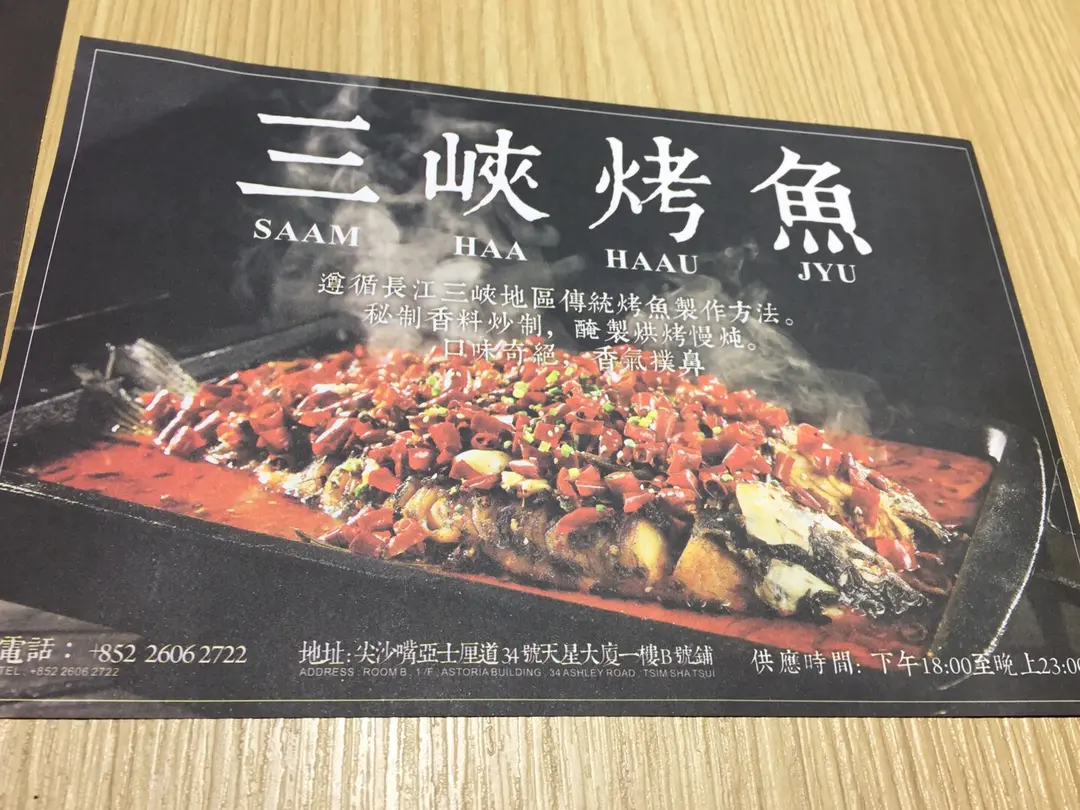 三峽烤魚
SAAM HAA HAAU JYU
遵循長江三峽地區傳統烤魚製作方法。
秘制香料炒制，醃製烘烤慢炖。
口味奇絕，香氣撲鼻
電話：+852 2606 2722
TEL : +852 2606 2722
地址:尖沙嘴亞士厘道34號天星大廈一樓B號鋪
ADDRESS : ROOM B , 1/F , ASTORIA BUILDING , 34 ASHLEY ROAD , TSIM SHA TSUI
供應時間: 下午18:00至晚上23:00